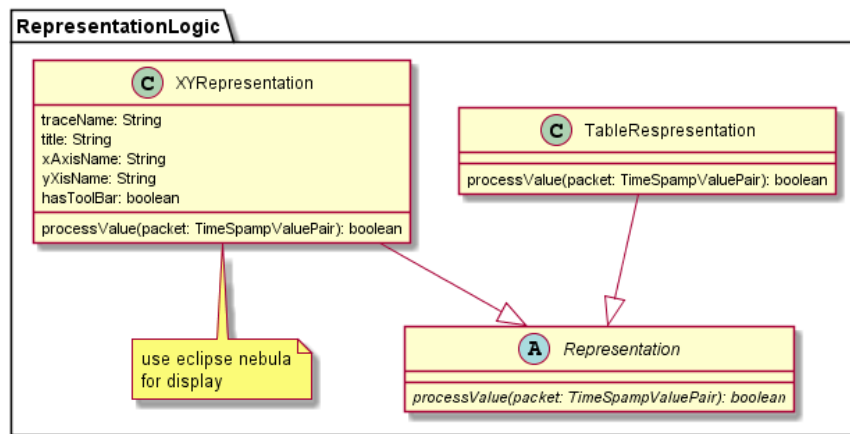 RepresentationLogic
C XYRepresentation
traceName: String
title: String
xAxisName: String
yXisName: String
hasToolBar: boolean
processValue(packet: TimeSpampValuePair): boolean
C TableRespresentation
processValue(packet: TimeSpampValuePair): boolean
use eclipse nebula
for display
A Representation
processValue(packet: TimeSpampValuePair): boolean